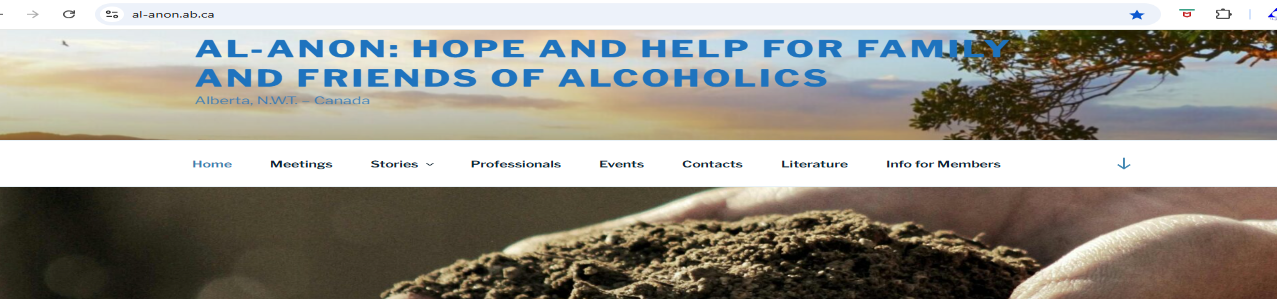 al-anon.ab.ca
AL-ANON: HOPE AND HELP FOR FAMILY
AND FRIENDS OF ALCOHOLICS
Alberta, N.W.T. – Canada
Home Meetings Stories Professionals Events Contacts Literature Info for Members